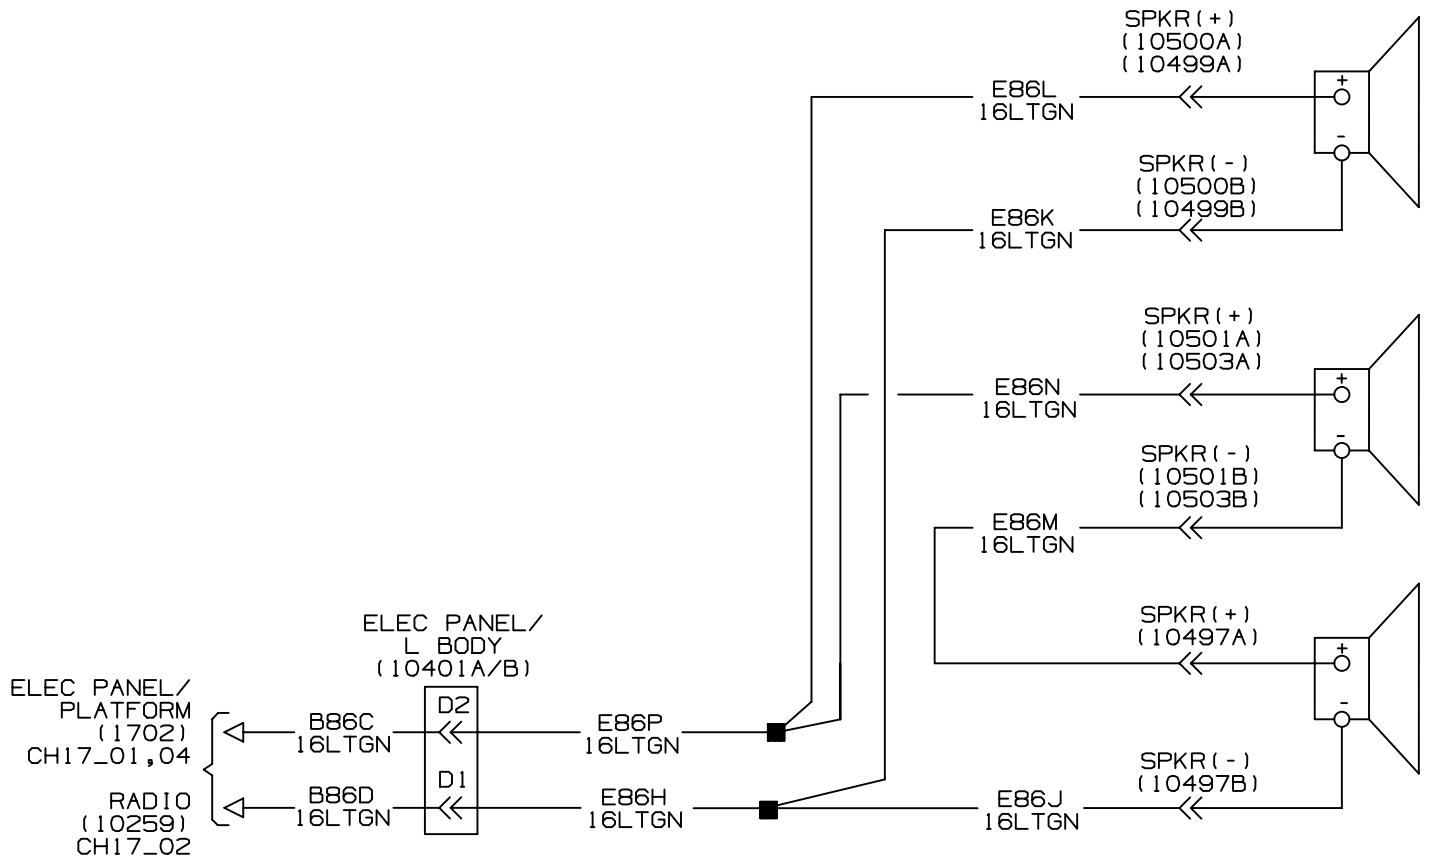 SPKR(+)
(10500A)
(10499A)
E86L
16LTGN
+
-
SPKR(-)
(10500B)
(10499B)
E86K
16LTGN
SPKR(+)
(10501A)
(10503A)
E86N
16LTGN
+
-
SPKR(-)
(10501B)
(10503B)
E86M
16LTGN
SPKR(+)
(10497A)
+
-
ELEC PANEL/
L BODY
(10401A/B)
ELEC PANEL/
PLATFORM
(1702)
CH17_01,04
B86C
16LTGN
D2
E86P
16LTGN
RADIO
(10259)
CH17_02
B86D
16LTGN
D1
E86H
16LTGN
E86J
16LTGN
SPKR(-)
(10497B)